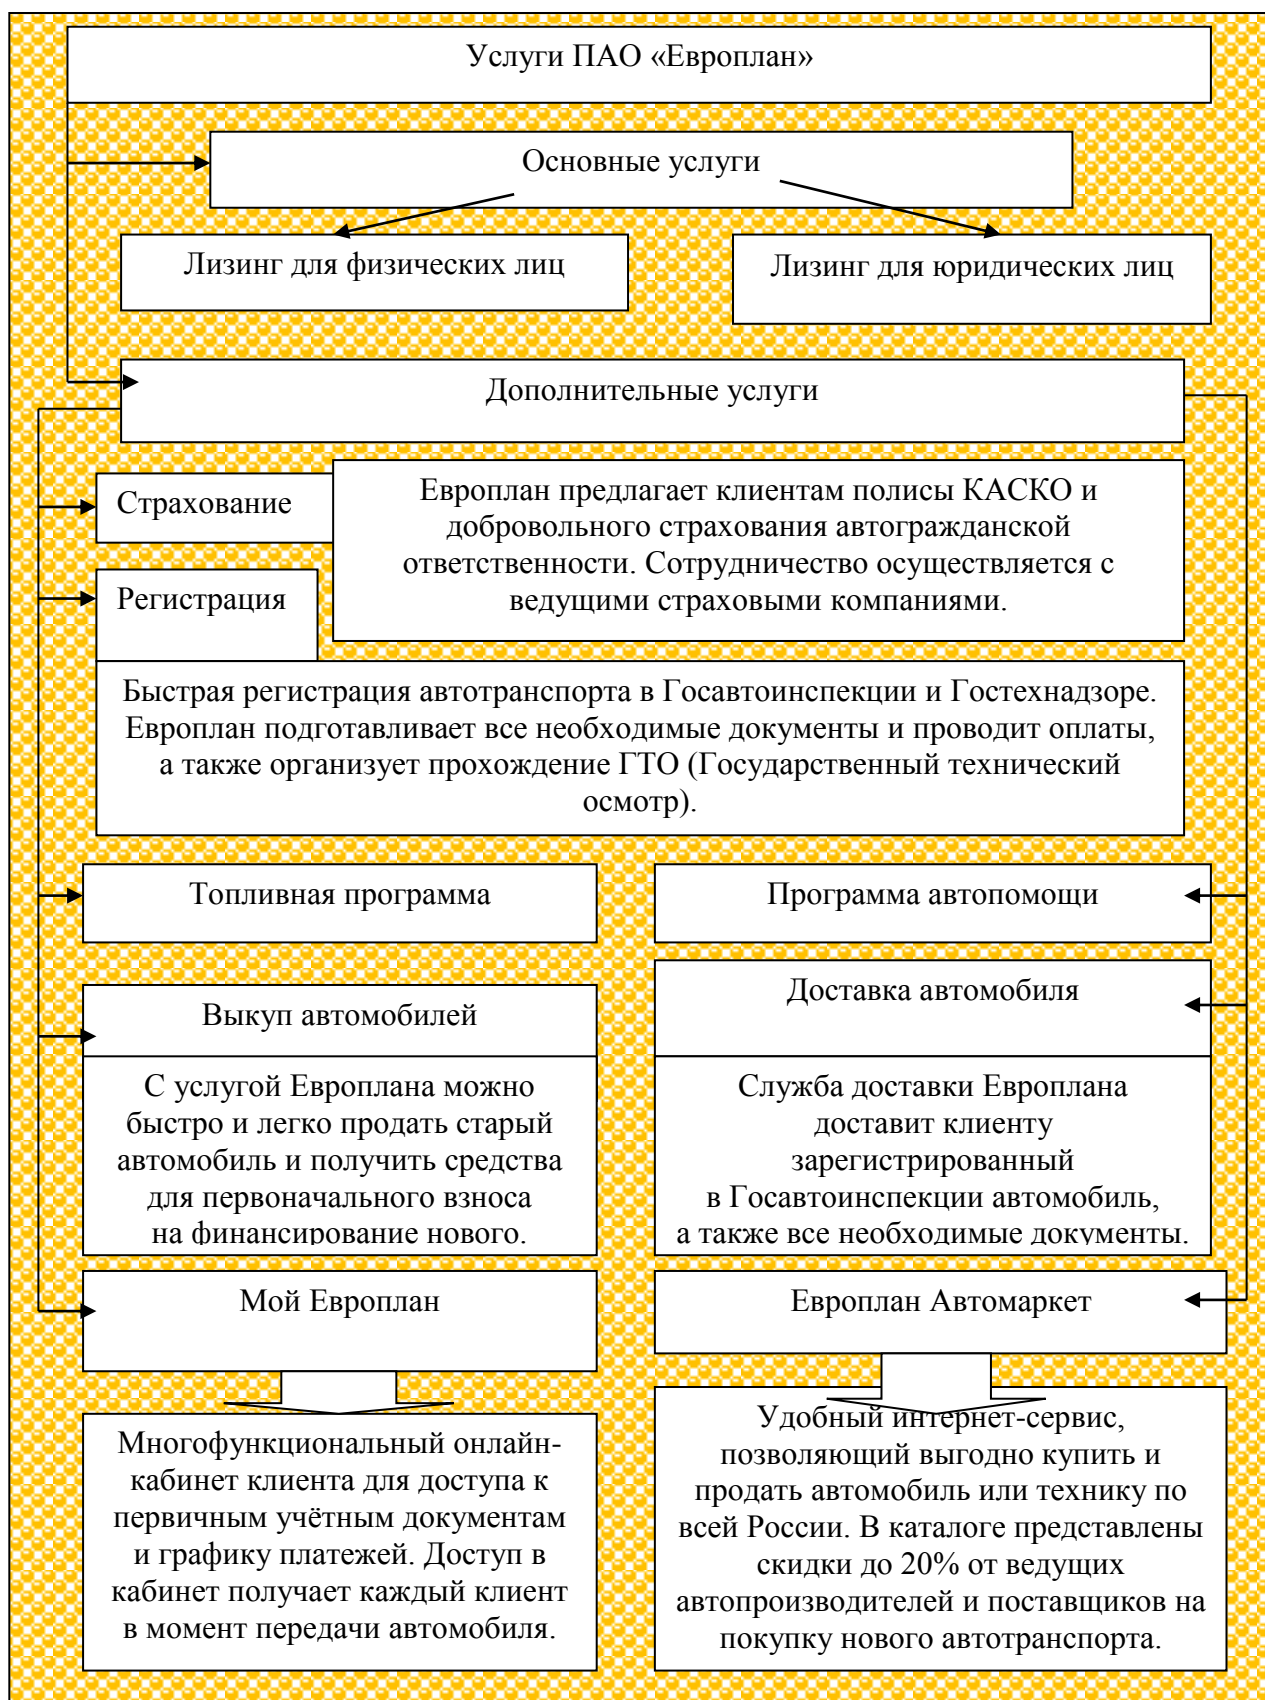 Услуги ПАО «Европлан»
Основные услуги
Лизинг для физических лиц
Лизинг для юридических лиц
Дополнительные услуги
Страхование
Европлан предлагает клиентам полисы КАСКО и
добровольного страхования автогражданской
ответственности. Сотрудничество осуществляется с
ведущими страховыми компаниями.
Регистрация
Быстрая регистрация автотранспорта в Госавтоинспекции и Гостехнадзоре.
Европлан подготавливает все необходимые документы и проводит оплаты,
а также организует прохождение ГТО (Государственный технический
осмотр).
Топливная программа
Программа автопомощи
Выкуп автомобилей
С услугой Европлана можно
быстро и легко продать старый
автомобиль и получить средства
для первоначального взноса
на финансирование нового.
Доставка автомобиля
Служба доставки Европлана
доставит клиенту
зарегистрированный
в Госавтоинспекции автомобиль,
а также все необходимые документы.
Мой Европлан
Европлан Автомаркет
Многофункциональный онлайн-
кабинет клиента для доступа к
первичным учётным документам
и графику платежей. Доступ в
кабинет получает каждый клиент
в момент передачи автомобиля.
Удобный интернет-сервис,
позволяющий выгодно купить и
продать автомобиль или технику по
всей России. В каталоге представлены
скидки до 20% от ведущих
автопроизводителей и поставщиков на
покупку нового автотранспорта.